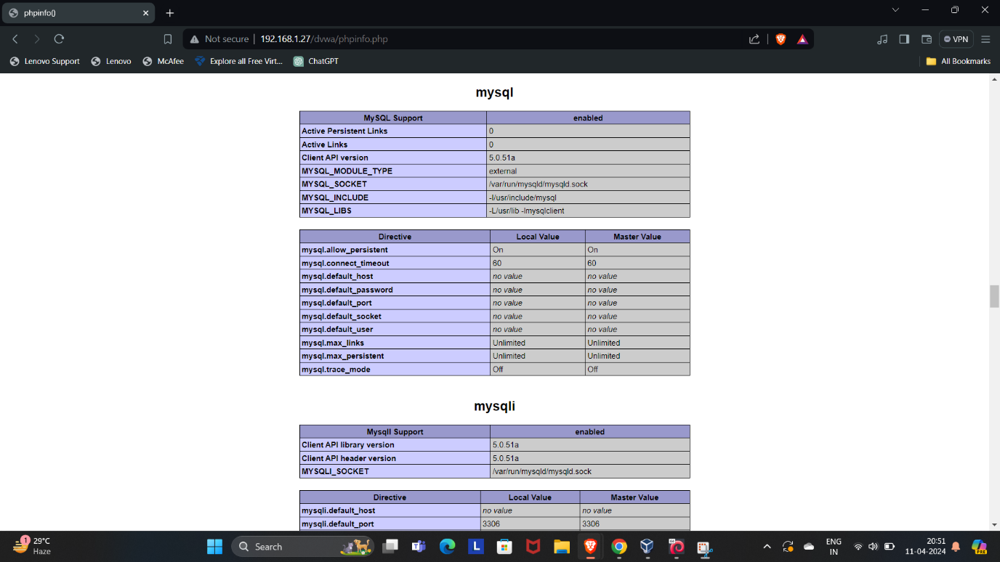 phpinfo()
Not secure 192.168.1.27/dvwa/phpinfo.php
VPN
Lenovo Support Lenovo McAfee Explore all Free Virt... ChatGPT All Bookmarks
mysql
MySQL Support enabled
Active Persistent Links 0
Active Links 0
Client API version 5.0.51a
MYSQL_MODULE_TYPE external
MYSQL_SOCKET /var/run/mysqld/mysqld.sock
MYSQL_INCLUDE -I/usr/include/mysql
MYSQL_LIBS -L/usr/lib -lmysqlclient
Directive Local Value Master Value
mysql.allow_persistent On On
mysql.connect_timeout 60 60
mysql.default_host no value no value
mysql.default_password no value no value
mysql.default_port no value no value
mysql.default_socket no value no value
mysql.default_user no value no value
mysql.max_links Unlimited Unlimited
mysql.max_persistent Unlimited Unlimited
mysql.trace_mode Off Off
mysqli
MysqlI Support enabled
Client API library version 5.0.51a
Client API header version 5.0.51a
MYSQLI_SOCKET /var/run/mysqld/mysqld.sock
Directive Local Value Master Value
mysqli.default_host no value no value
mysqli.default_port 3306 3306
1 29°C
Haze
Search
L
ENG
IN
20:51
11-04-2024
PRE